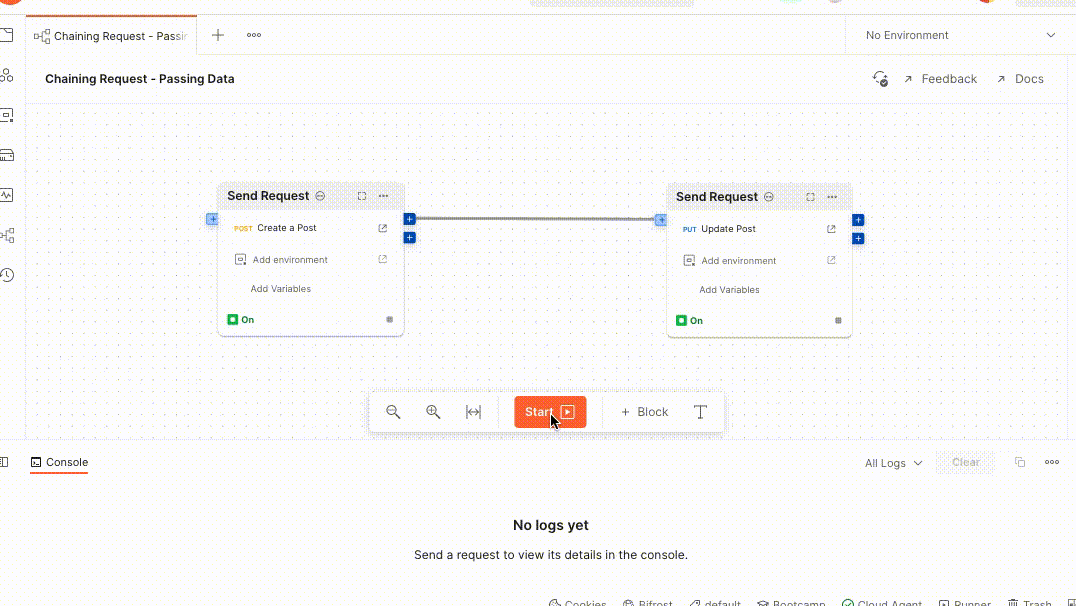 Chaining Request - Passin
No Environment
Chaining Request - Passing Data
Feedback
Docs
Send Request
POST Create a Post
Add environment
Add Variables
On
Send Request
PUT Update Post
Add environment
Add Variables
On
Start
+ Block
Console
All Logs
Clear
No logs yet
Send a request to view its details in the console.
Cookies Bifrost default Bootcamp Cloud Agent Runner Trash